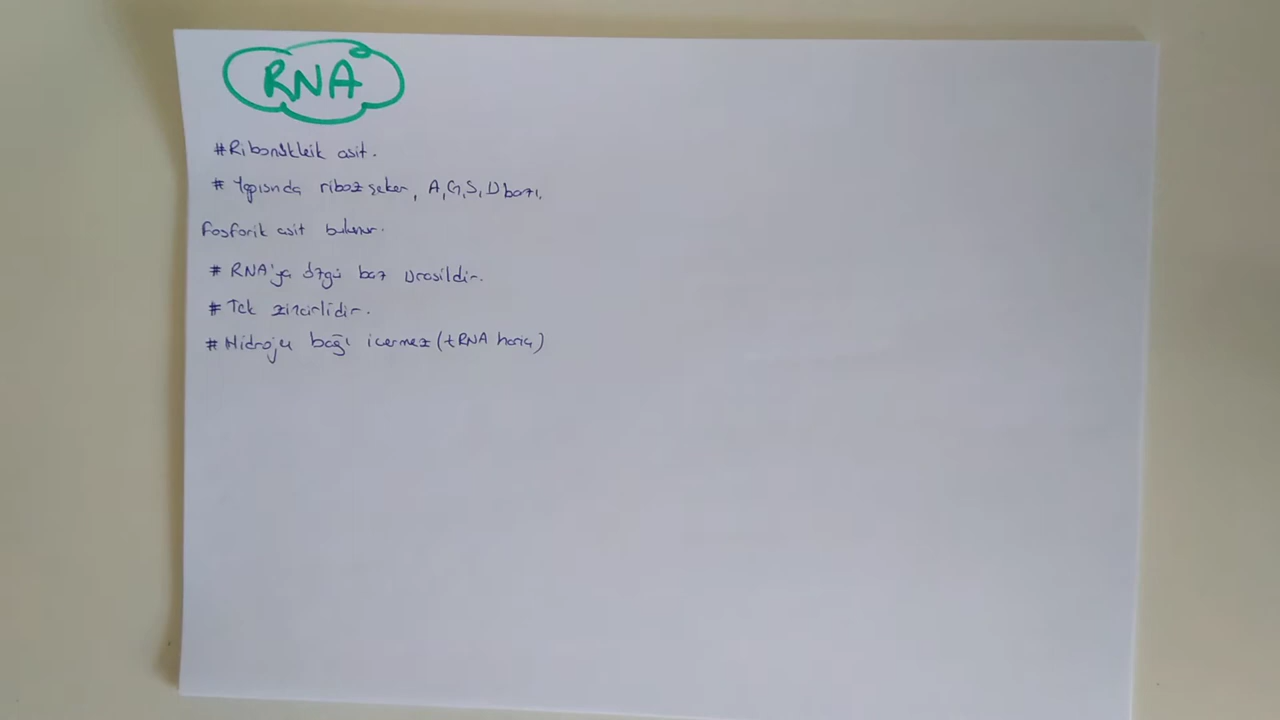 RNA
#Ribonükleik asit.
# Yapısında riboz şeker, A,G,S,U bazı,
fosforik asit bulunur.
# RNA'ya özgü baz Urasildir.
# Tek zincirlidir.
# Hidrojen bağı içermez (tRNA hariç)